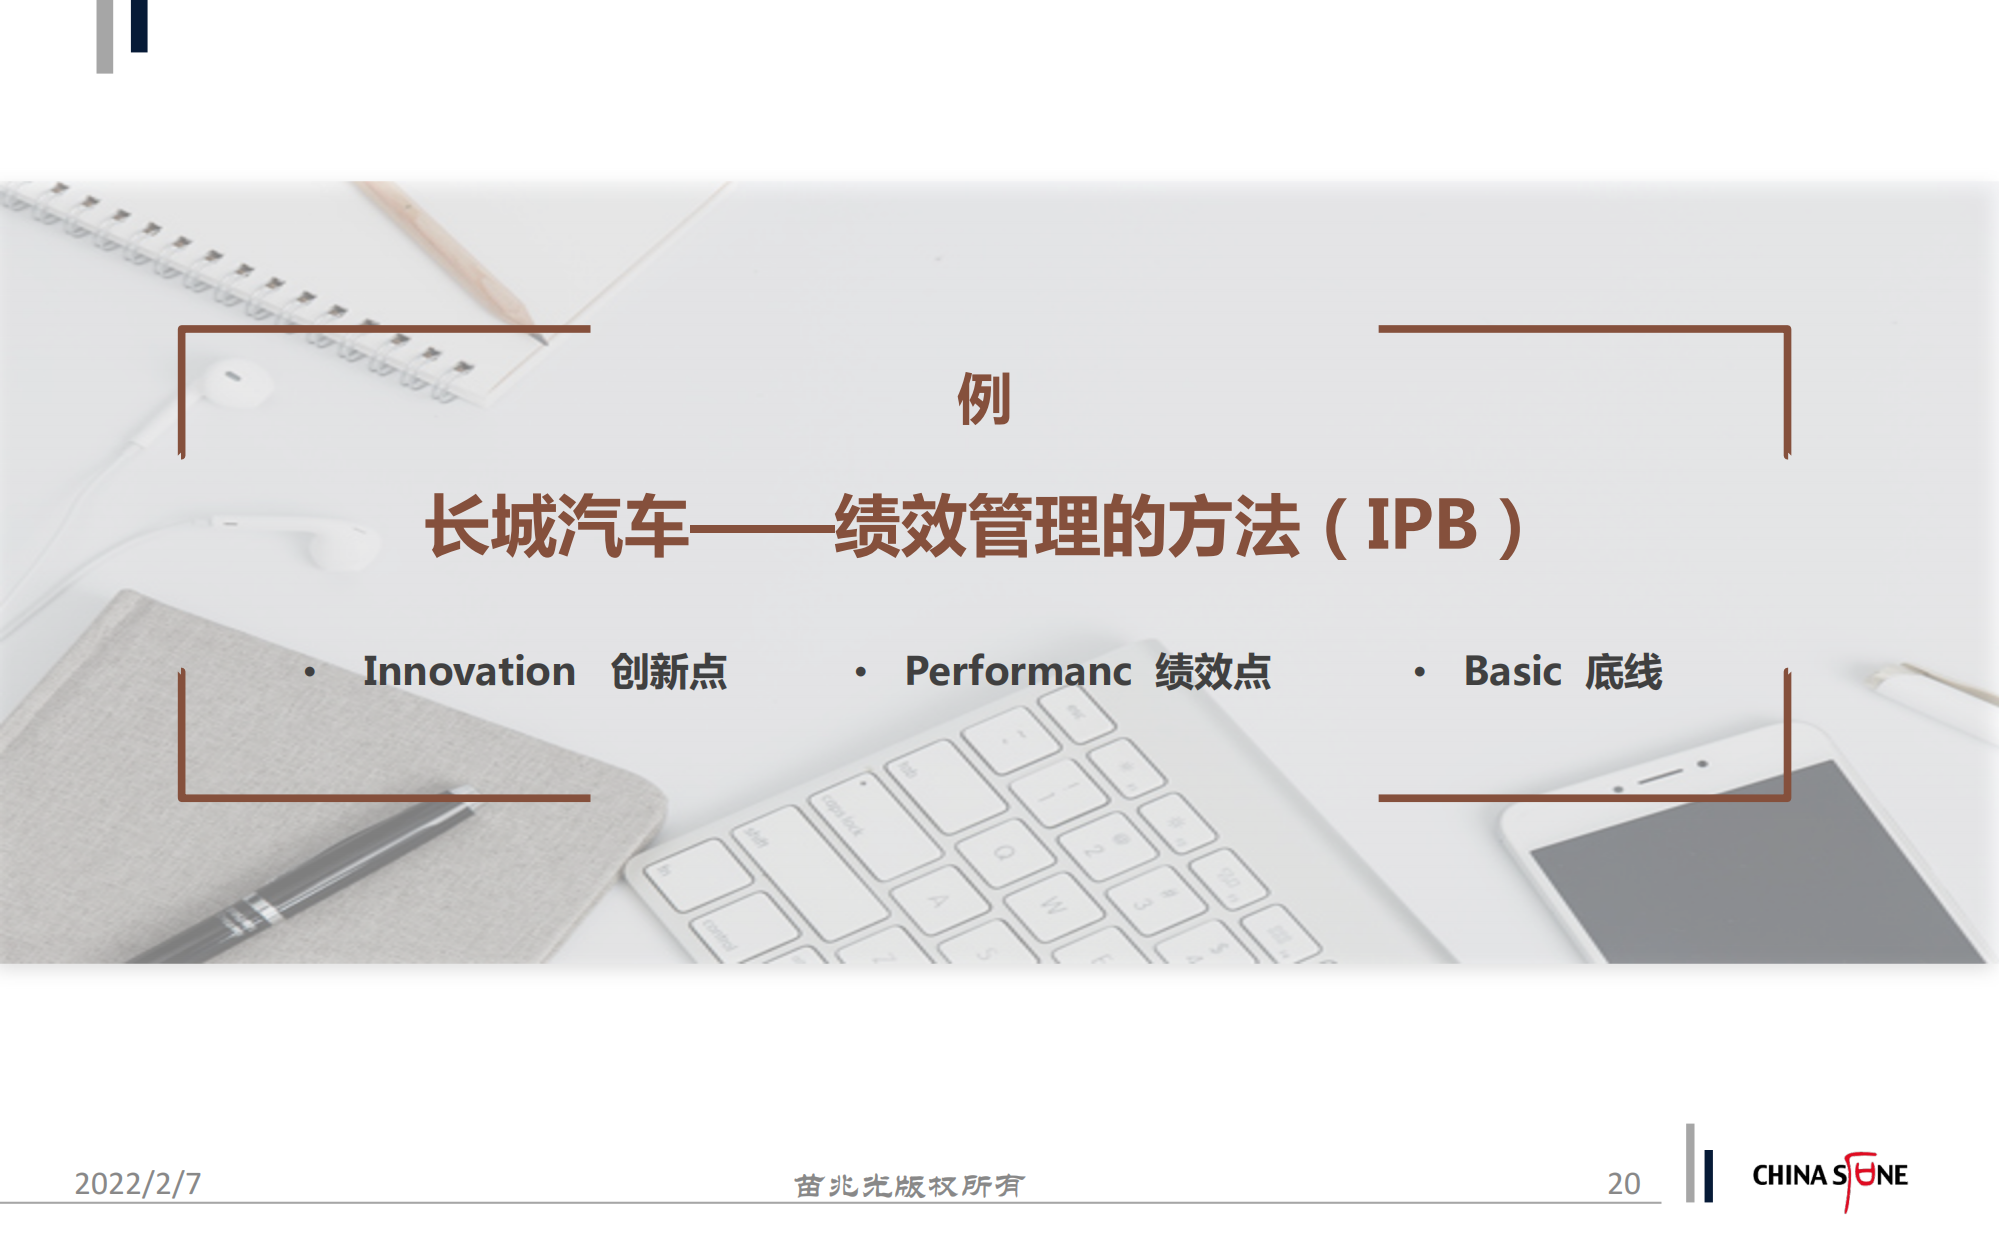 例
长城汽车——绩效管理的方法（IPB）
• Innovation 创新点 • Performanc 绩效点 • Basic 底线
2022/2/7 苗兆光版权所有 20 CHINA STONE